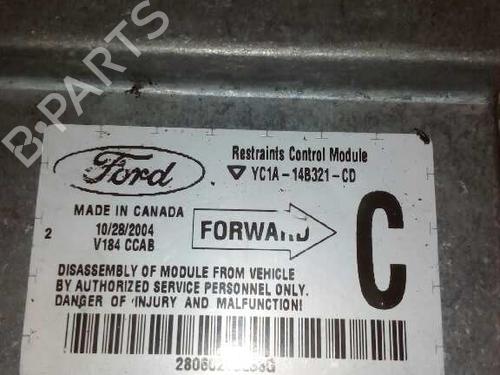 B-PARTS
Ford
Restraints Control Module
YC1A-14B321-CD
MADE IN CANADA
10/28/2004
V184 CCAB
2
FORWARD
C
DISASSEMBLY OF MODULE FROM VEHICLE
BY AUTHORIZED SERVICE PERSONNEL ONLY.
DANGER OF INJURY AND MALFUNCTION!